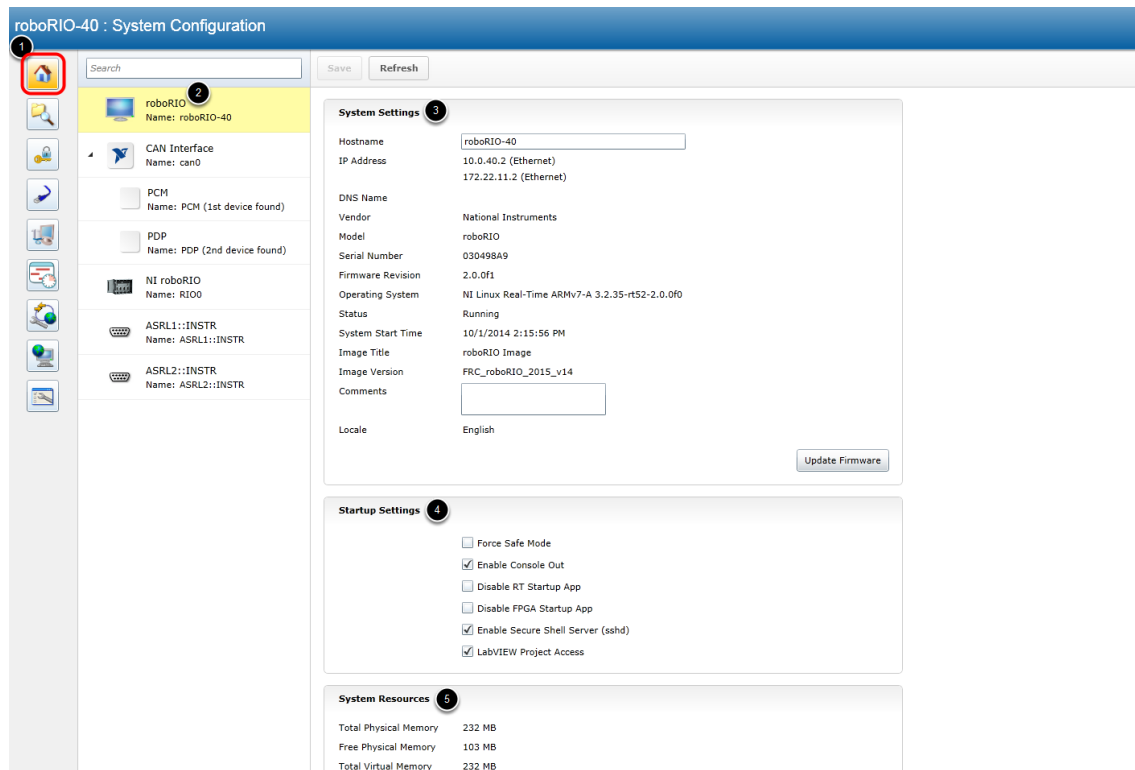 roboRIO-40 : System Configuration
1
Search
Save Refresh
roboRIO 2
Name: roboRIO-40
CAN Interface
Name: can0
PCM
Name: PCM (1st device found)
PDP
Name: PDP (2nd device found)
NI roboRIO
Name: RIO0
ASRL1::INSTR
Name: ASRL1::INSTR
ASRL2::INSTR
Name: ASRL2::INSTR
System Settings 3
Hostname roboRIO-40
IP Address 10.0.40.2 (Ethernet)
172.22.11.2 (Ethernet)
DNS Name
Vendor National Instruments
Model roboRIO
Serial Number 030498A9
Firmware Revision 2.0.0f1
Operating System NI Linux Real-Time ARMv7-A 3.2.35-rt52-2.0.0f0
Status Running
System Start Time 10/1/2014 2:15:56 PM
Image Title roboRIO Image
Image Version FRC_roboRIO_2015_v14
Comments
Locale English
Update Firmware
Startup Settings 4
Force Safe Mode
Enable Console Out
Disable RT Startup App
Disable FPGA Startup App
Enable Secure Shell Server (sshd)
LabVIEW Project Access
System Resources 5
Total Physical Memory 232 MB
Free Physical Memory 103 MB
Total Virtual Memory 232 MB